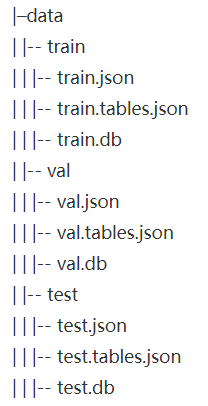 |–data
| |-- train
| | |-- train.json
| | |-- train.tables.json
| | |-- train.db
| |-- val
| | |-- val.json
| | |-- val.tables.json
| | |-- val.db
| |-- test
| | |-- test.json
| | |-- test.tables.json
| | |-- test.db